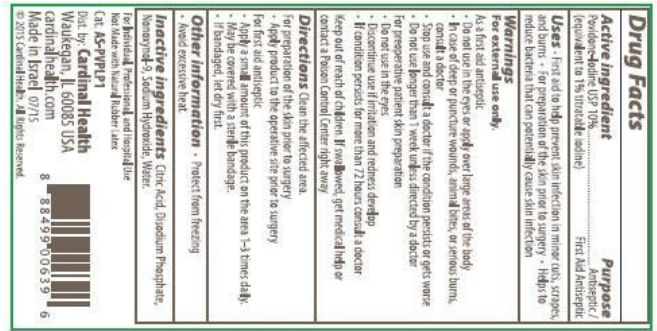 Drug Facts
Active ingredient Purpose
Povidone-Iodine USP 10%..........................Antiseptic/
(equivalent to 1% titratable iodine) First Aid Antiseptic
Uses • First aid to help prevent skin infection in minor cuts, scrapes,
and burns • For preparation of the skin prior to surgery • Helps to
reduce bacteria that can potentially cause skin infection
Warnings
For external use only.
As a first aid antiseptic
• Do not use in the eyes or apply over large areas of the body
• In case of deep or puncture wounds, animal bites, or serious burns,
consult a doctor
• Stop use and consult a doctor if the condition persists or gets worse
• Do not use longer than 1 week unless directed by a doctor
For preoperative patient skin preparation
• Do not use in the eyes
• Discontinue use if irritation and redness develop
• If condition persists for more than 72 hours consult a doctor
Keep out of reach of children. If swallowed, get medical help or
contact a Poison Control Center right away.
Directions Clean the affected area.
For preparation of the skin prior to surgery
• Apply product to the operative site prior to surgery
For first aid antiseptic
• Apply a small amount of this product on the area 1-3 times daily.
• May be covered with a sterile bandage.
• If bandaged, let dry first.
Other information • Protect from freezing
• Avoid excessive heat.
Inactive ingredients Citric Acid, Disodium Phosphate,
Nonoxynol-9, Sodium Hydroxide, Water.
For Individual, Professional, and Hospital Use
Not Made with Natural Rubber Latex
Cat. AS-PVPLP1
Dist. by: Cardinal Health
Waukegan, IL 60085 USA
cardinalhealth.com
Made in Israel 07/15
© 2015 Cardinal Health, All Rights Reserved.
8 88499 00639 6